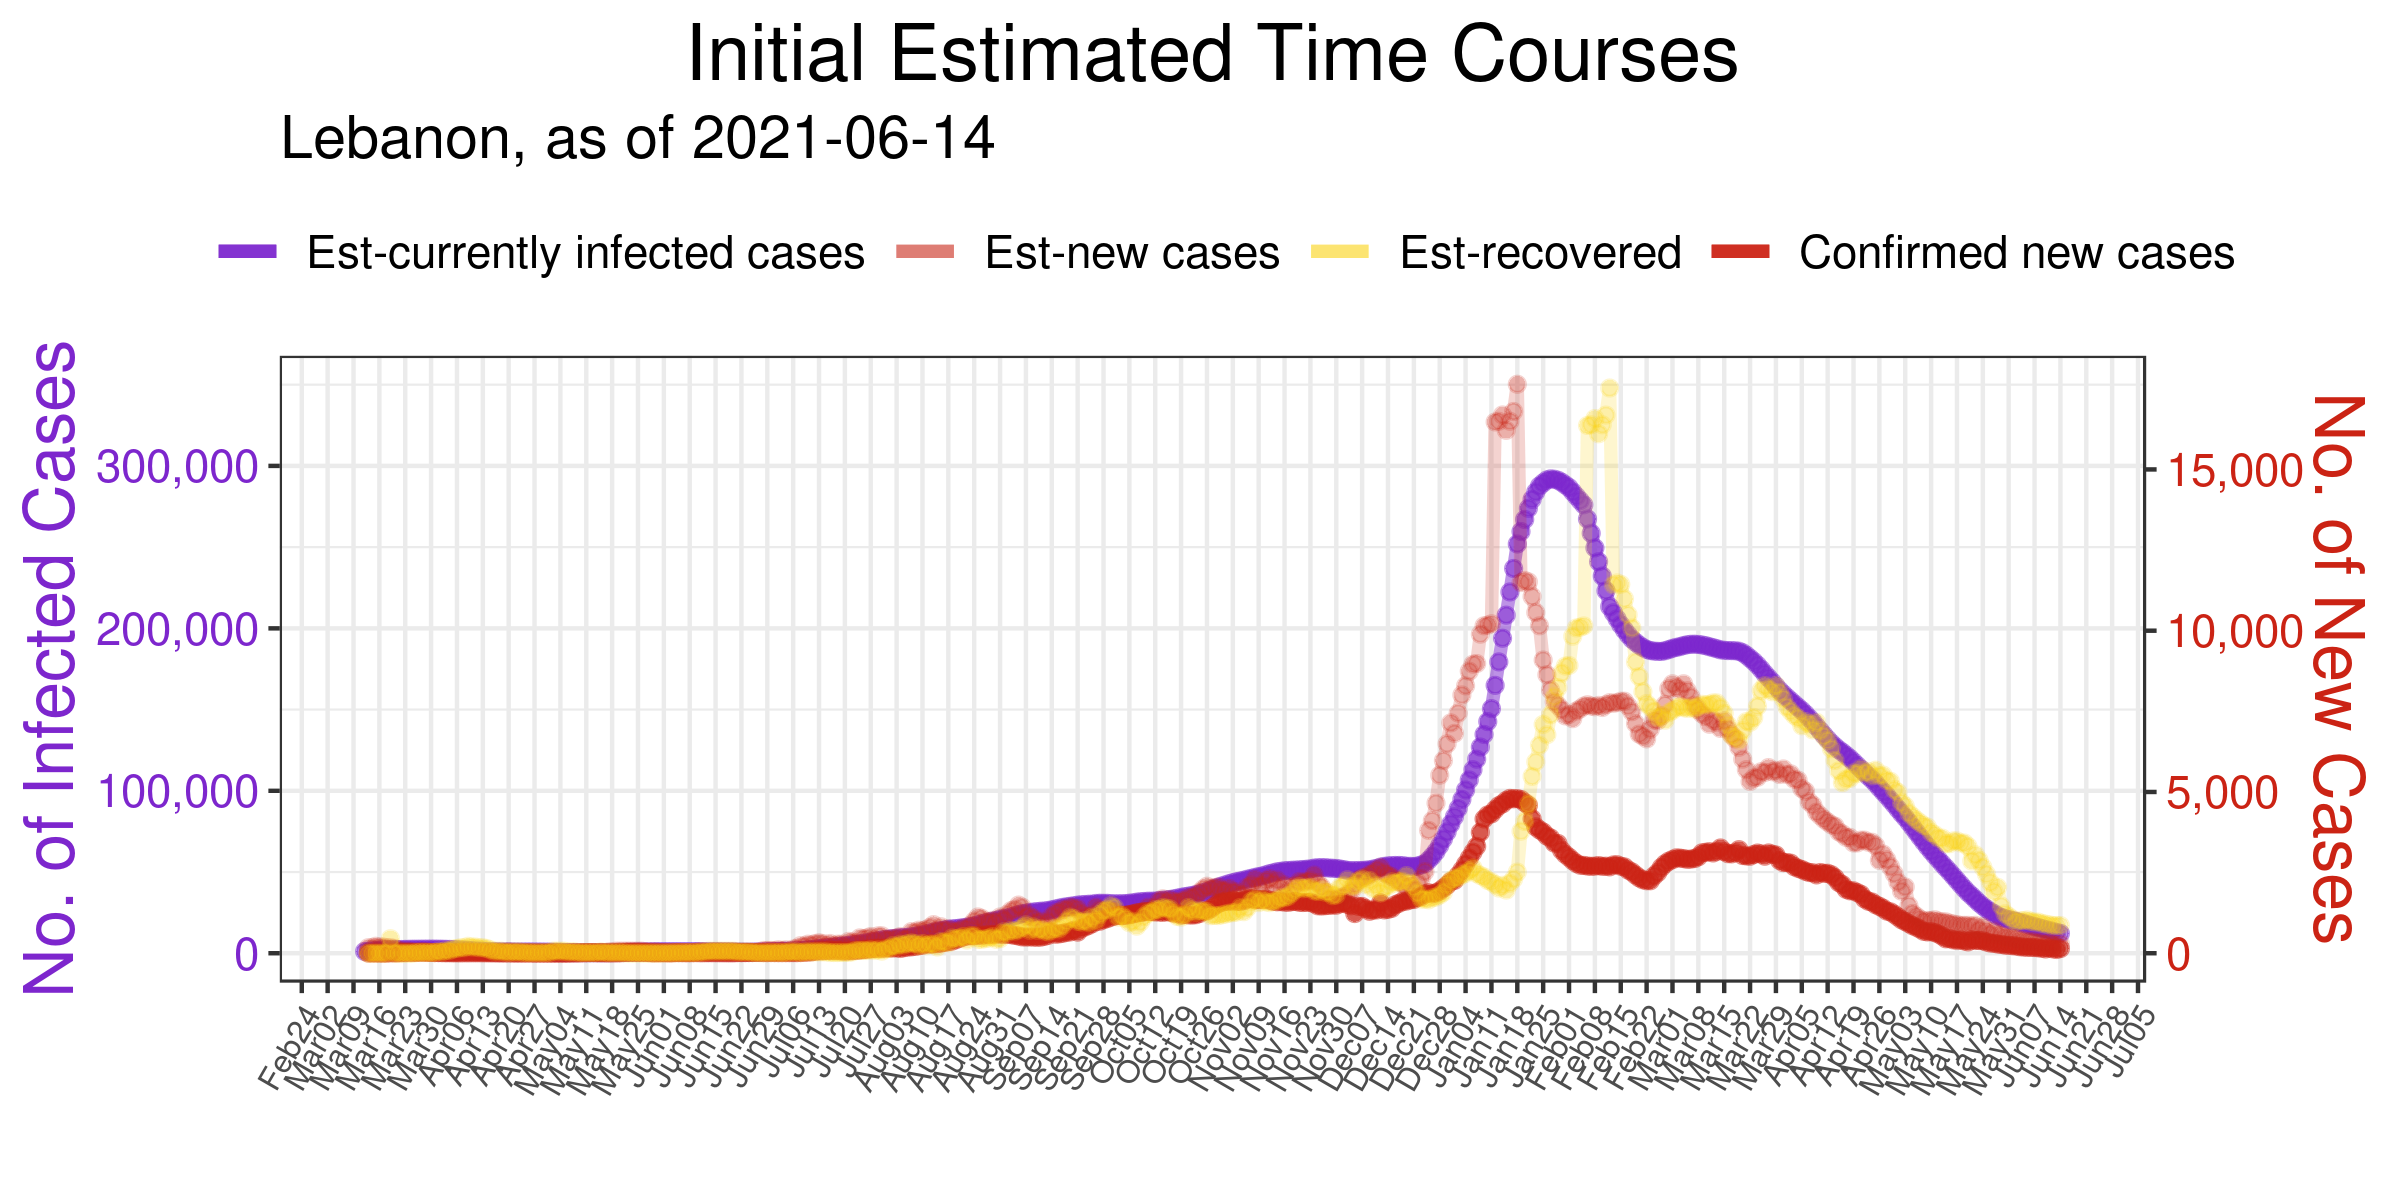 Initial Estimated Time Courses
Lebanon, as of 2021-06-14
Est-currently infected cases
Est-new cases
Est-recovered
Confirmed new cases
No. of Infected Cases
300,000
200,000
100,000
0
15,000
10,000
5,000
0
No. of New Cases
Feb24
Mar02
Mar09
Mar16
Mar23
Mar30
Apr06
Apr13
Apr20
Apr27
May04
May11
May18
May25
Jun01
Jun08
Jun15
Jun22
Jun29
Jul06
Jul13
Jul20
Jul27
Aug03
Aug10
Aug17
Aug24
Aug31
Sep07
Sep14
Sep21
Sep28
Oct05
Oct12
Oct19
Oct26
Nov02
Nov09
Nov16
Nov23
Nov30
Dec07
Dec14
Dec21
Dec28
Jan04
Jan11
Jan18
Jan25
Feb01
Feb08
Feb15
Feb22
Mar01
Mar08
Mar15
Mar22
Mar29
Apr05
Apr12
Apr19
Apr26
May03
May10
May17
May24
May31
Jun07
Jun14
Jun21
Jun28
Jul05